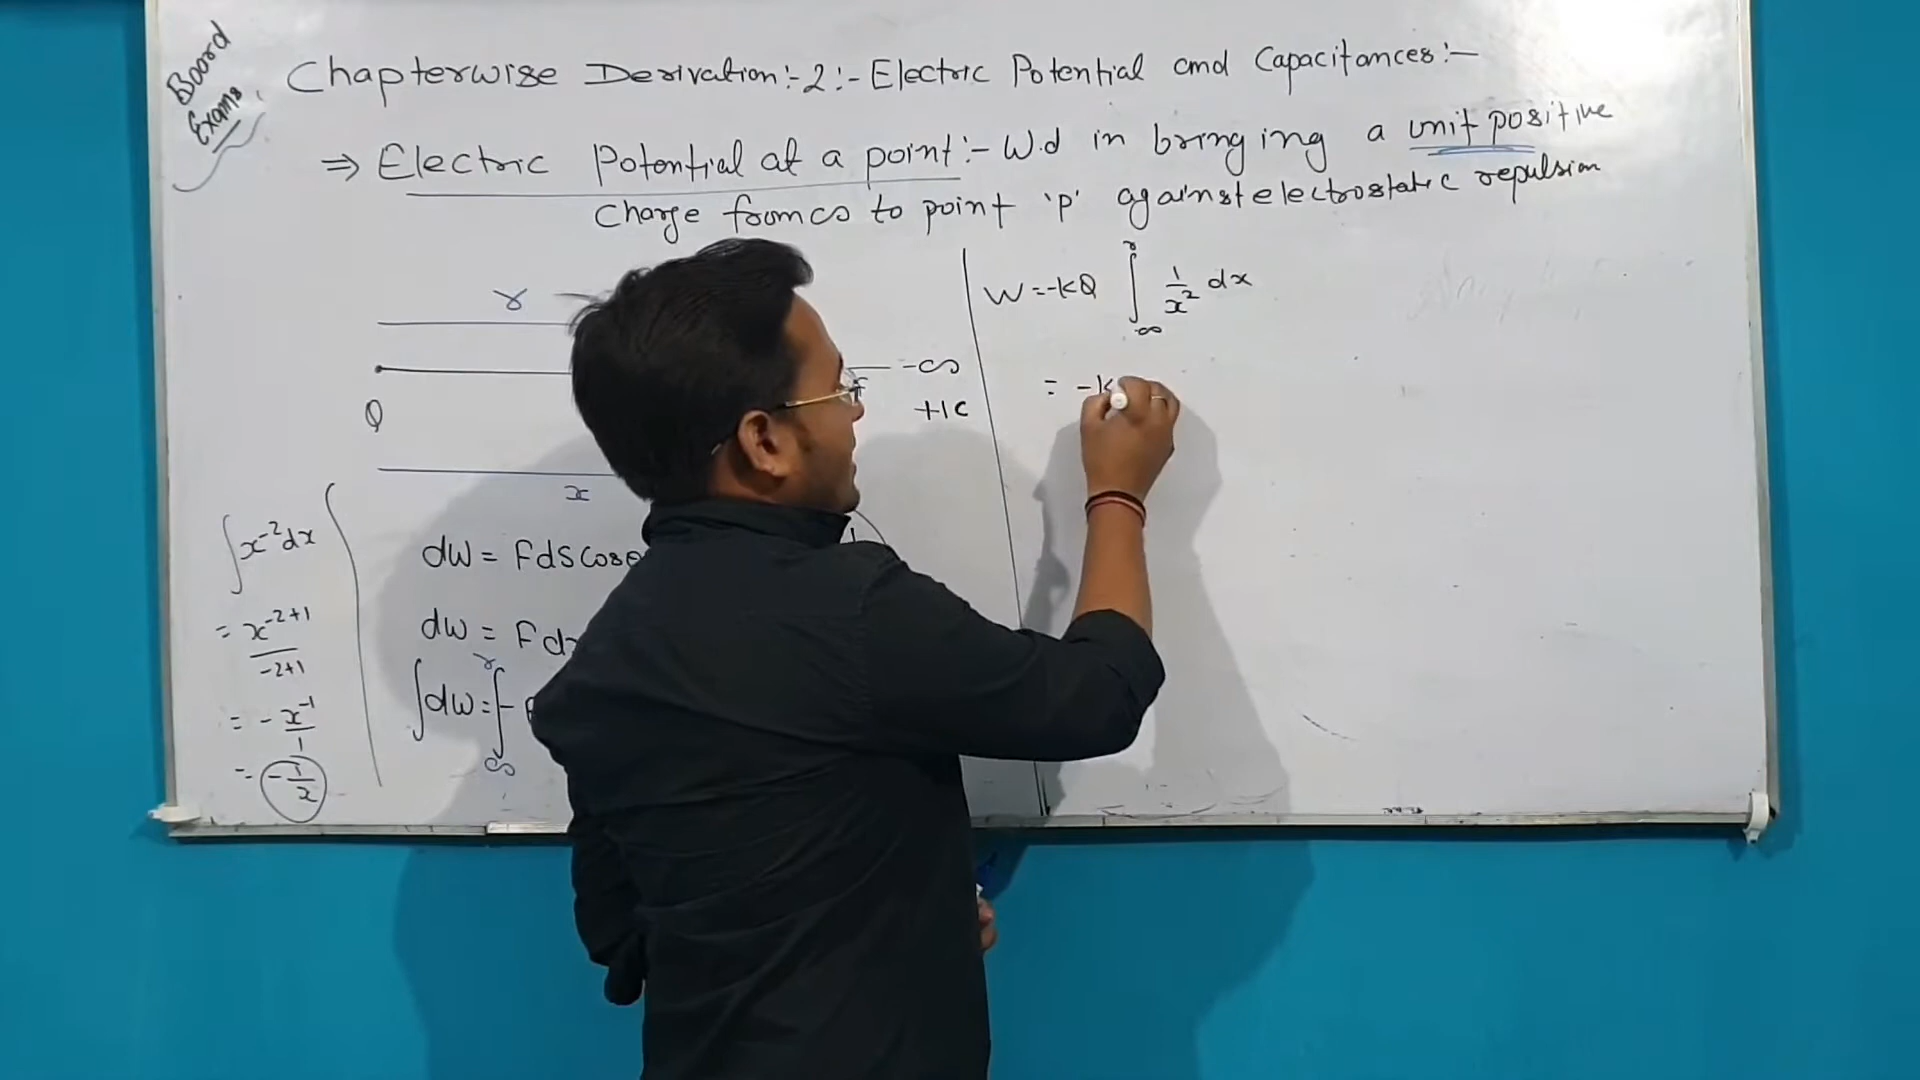 Board
Exams
Chapterwise Derivation:-2:- Electric Potential and Capacitances:-
⇒ Electric Potential at a point:- W.d in bringing a unit positive
charge from ∞ to point 'p' against electrostatic repulsion
r
-∞
Q
+1C
x
∫x⁻²dx
= x⁻²⁺¹/-2+1
= - x⁻¹/1
= - 1/x
dW = FdScosθ
dW = Fd
∫dW = ∫ -
r
∞
W = -KQ ∫ 1/x² dx
r
∞
= -K